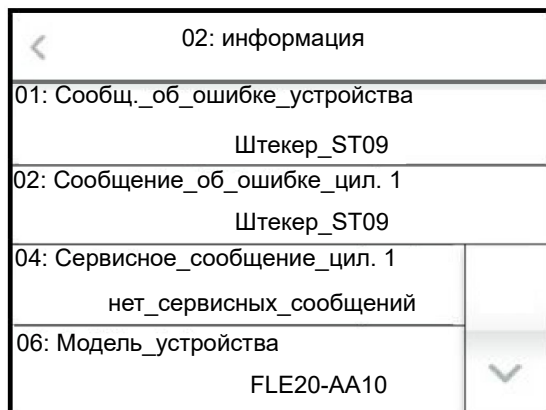 02: информация
01: Сообщ._об_ошибке_устройства
Штекер_ST09
02: Сообщение_об_ошибке_цил. 1
Штекер_ST09
04: Сервисное_сообщение_цил. 1
нет_сервисных_сообщений
06: Модель_устройства
FLE20-AA10